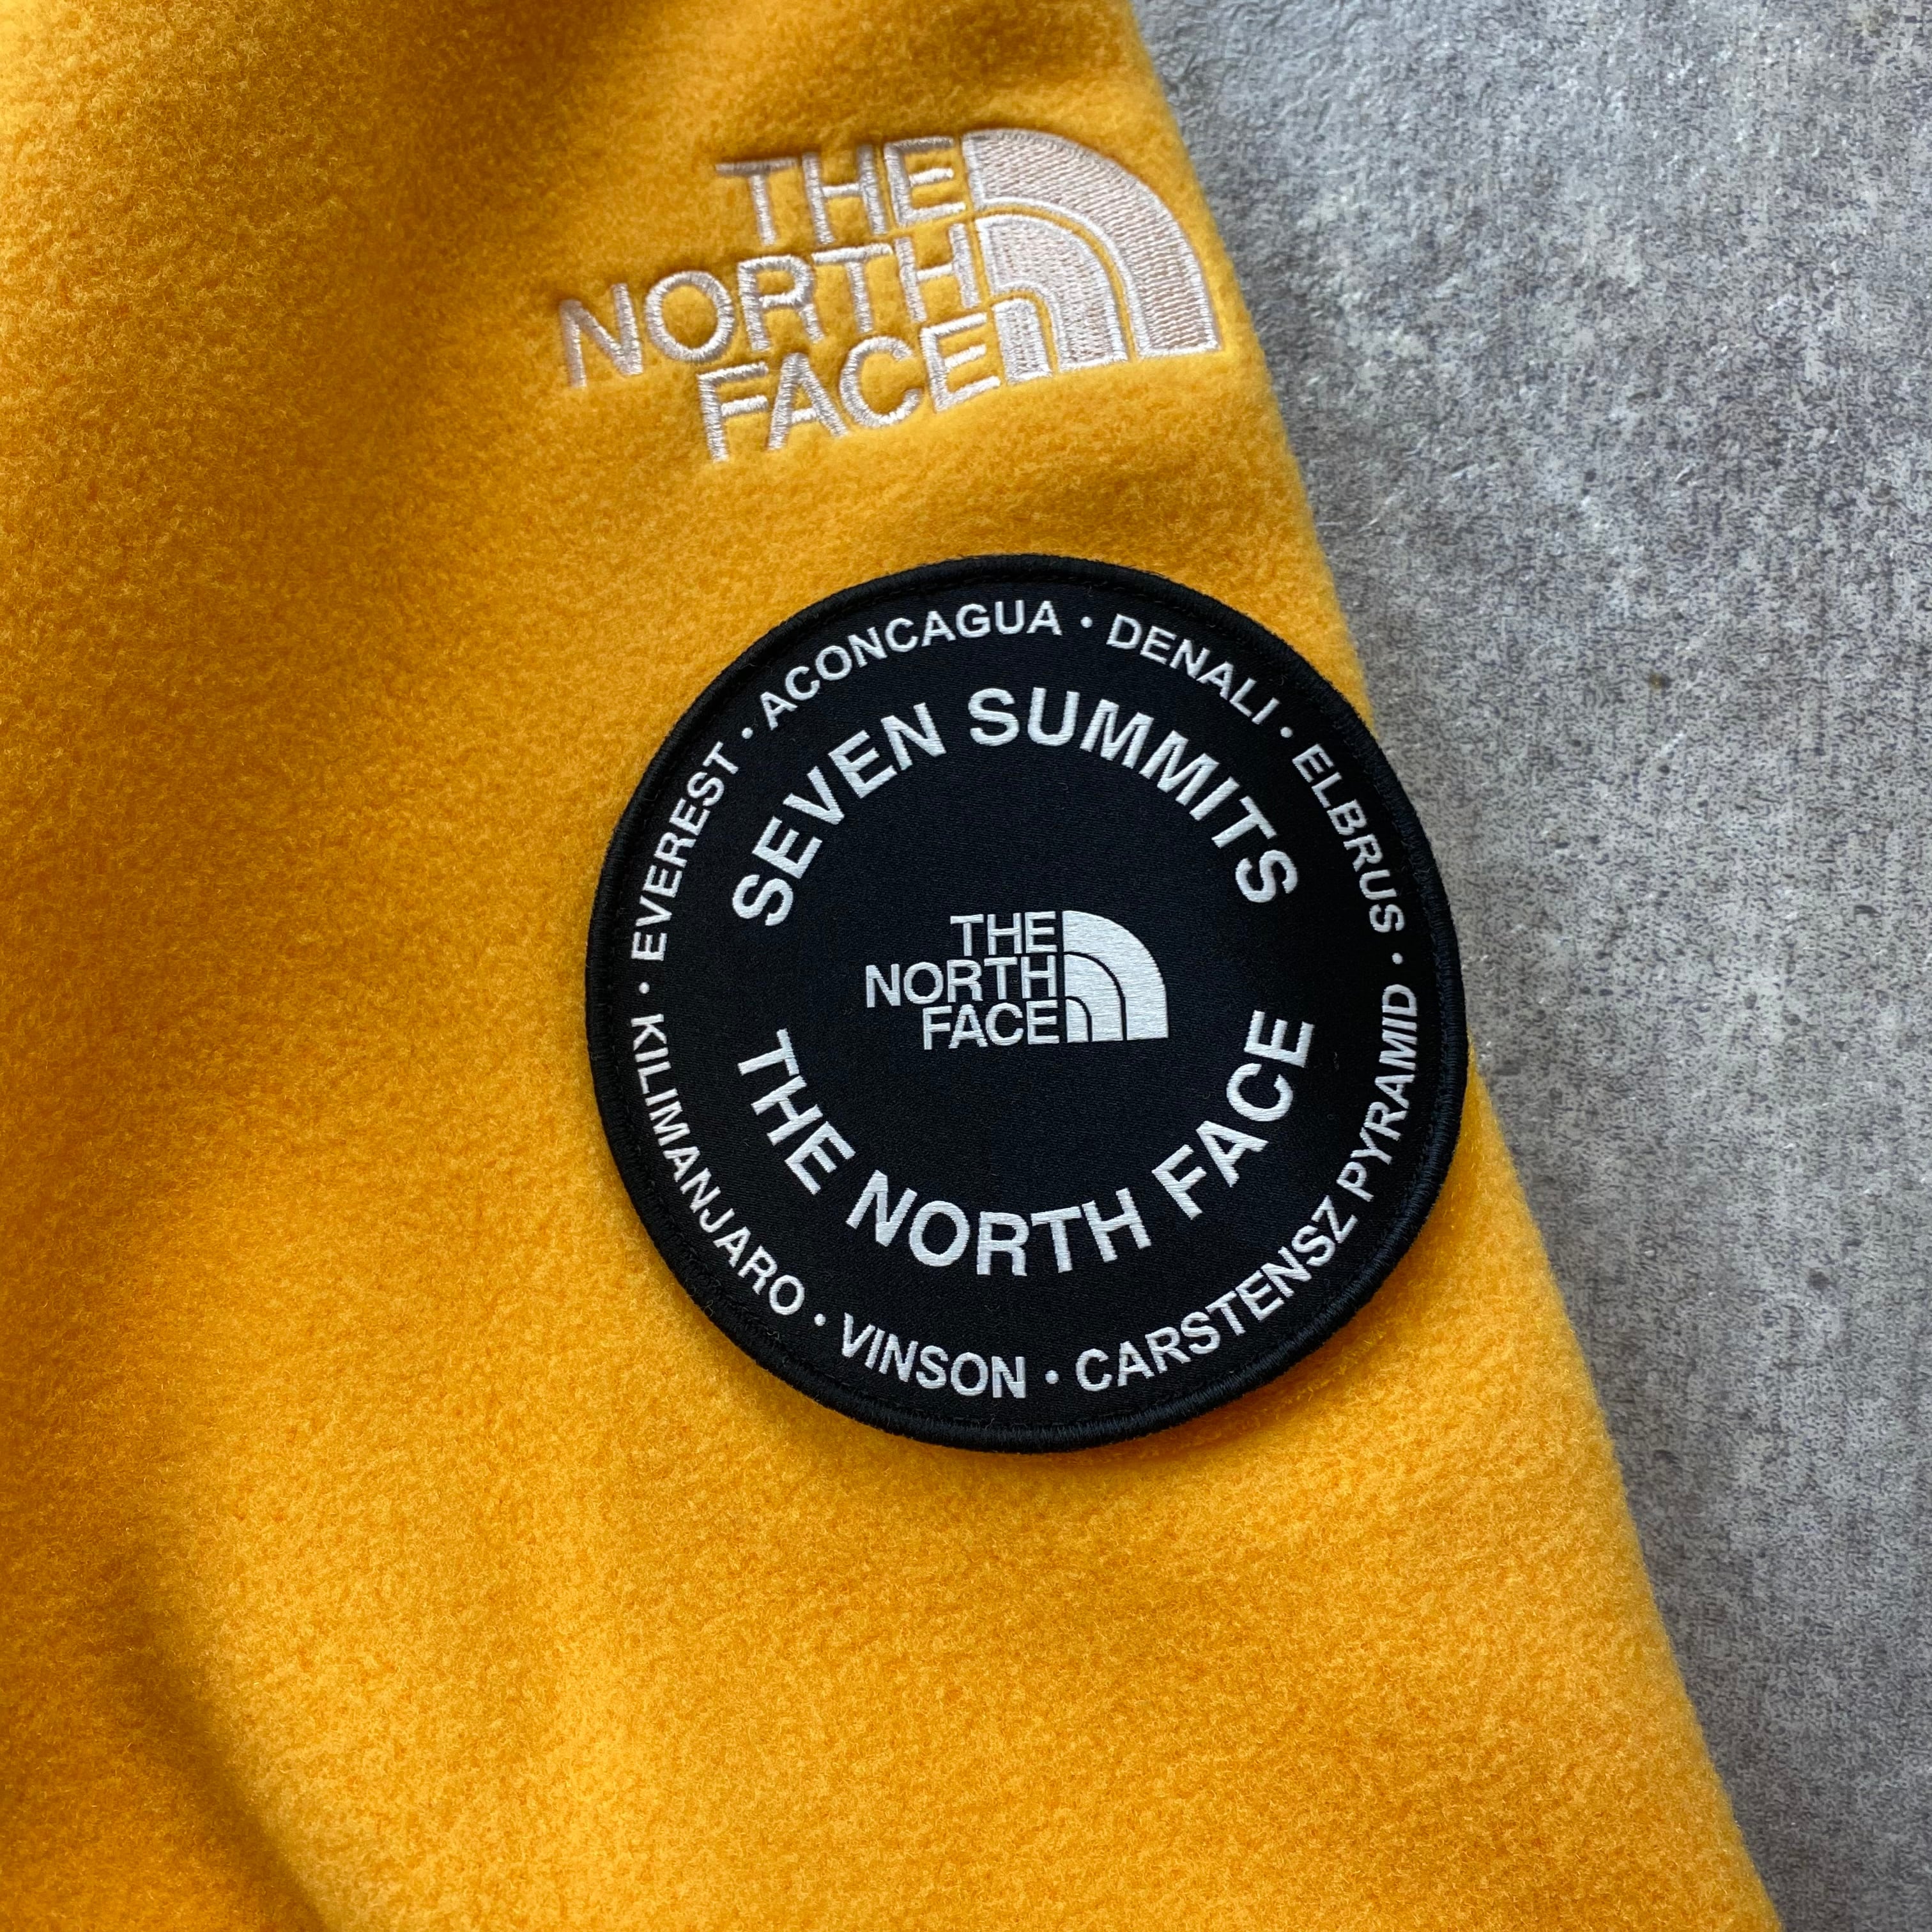 THE
NORTH
FACE
· EVEREST · ACONCAGUA · DENALI · ELBRUS ·
KILIMANJARO · VINSON · CARSTENSZ PYRAMID
SEVEN SUMMITS
THE
NORTH
FACE
THE NORTH FACE